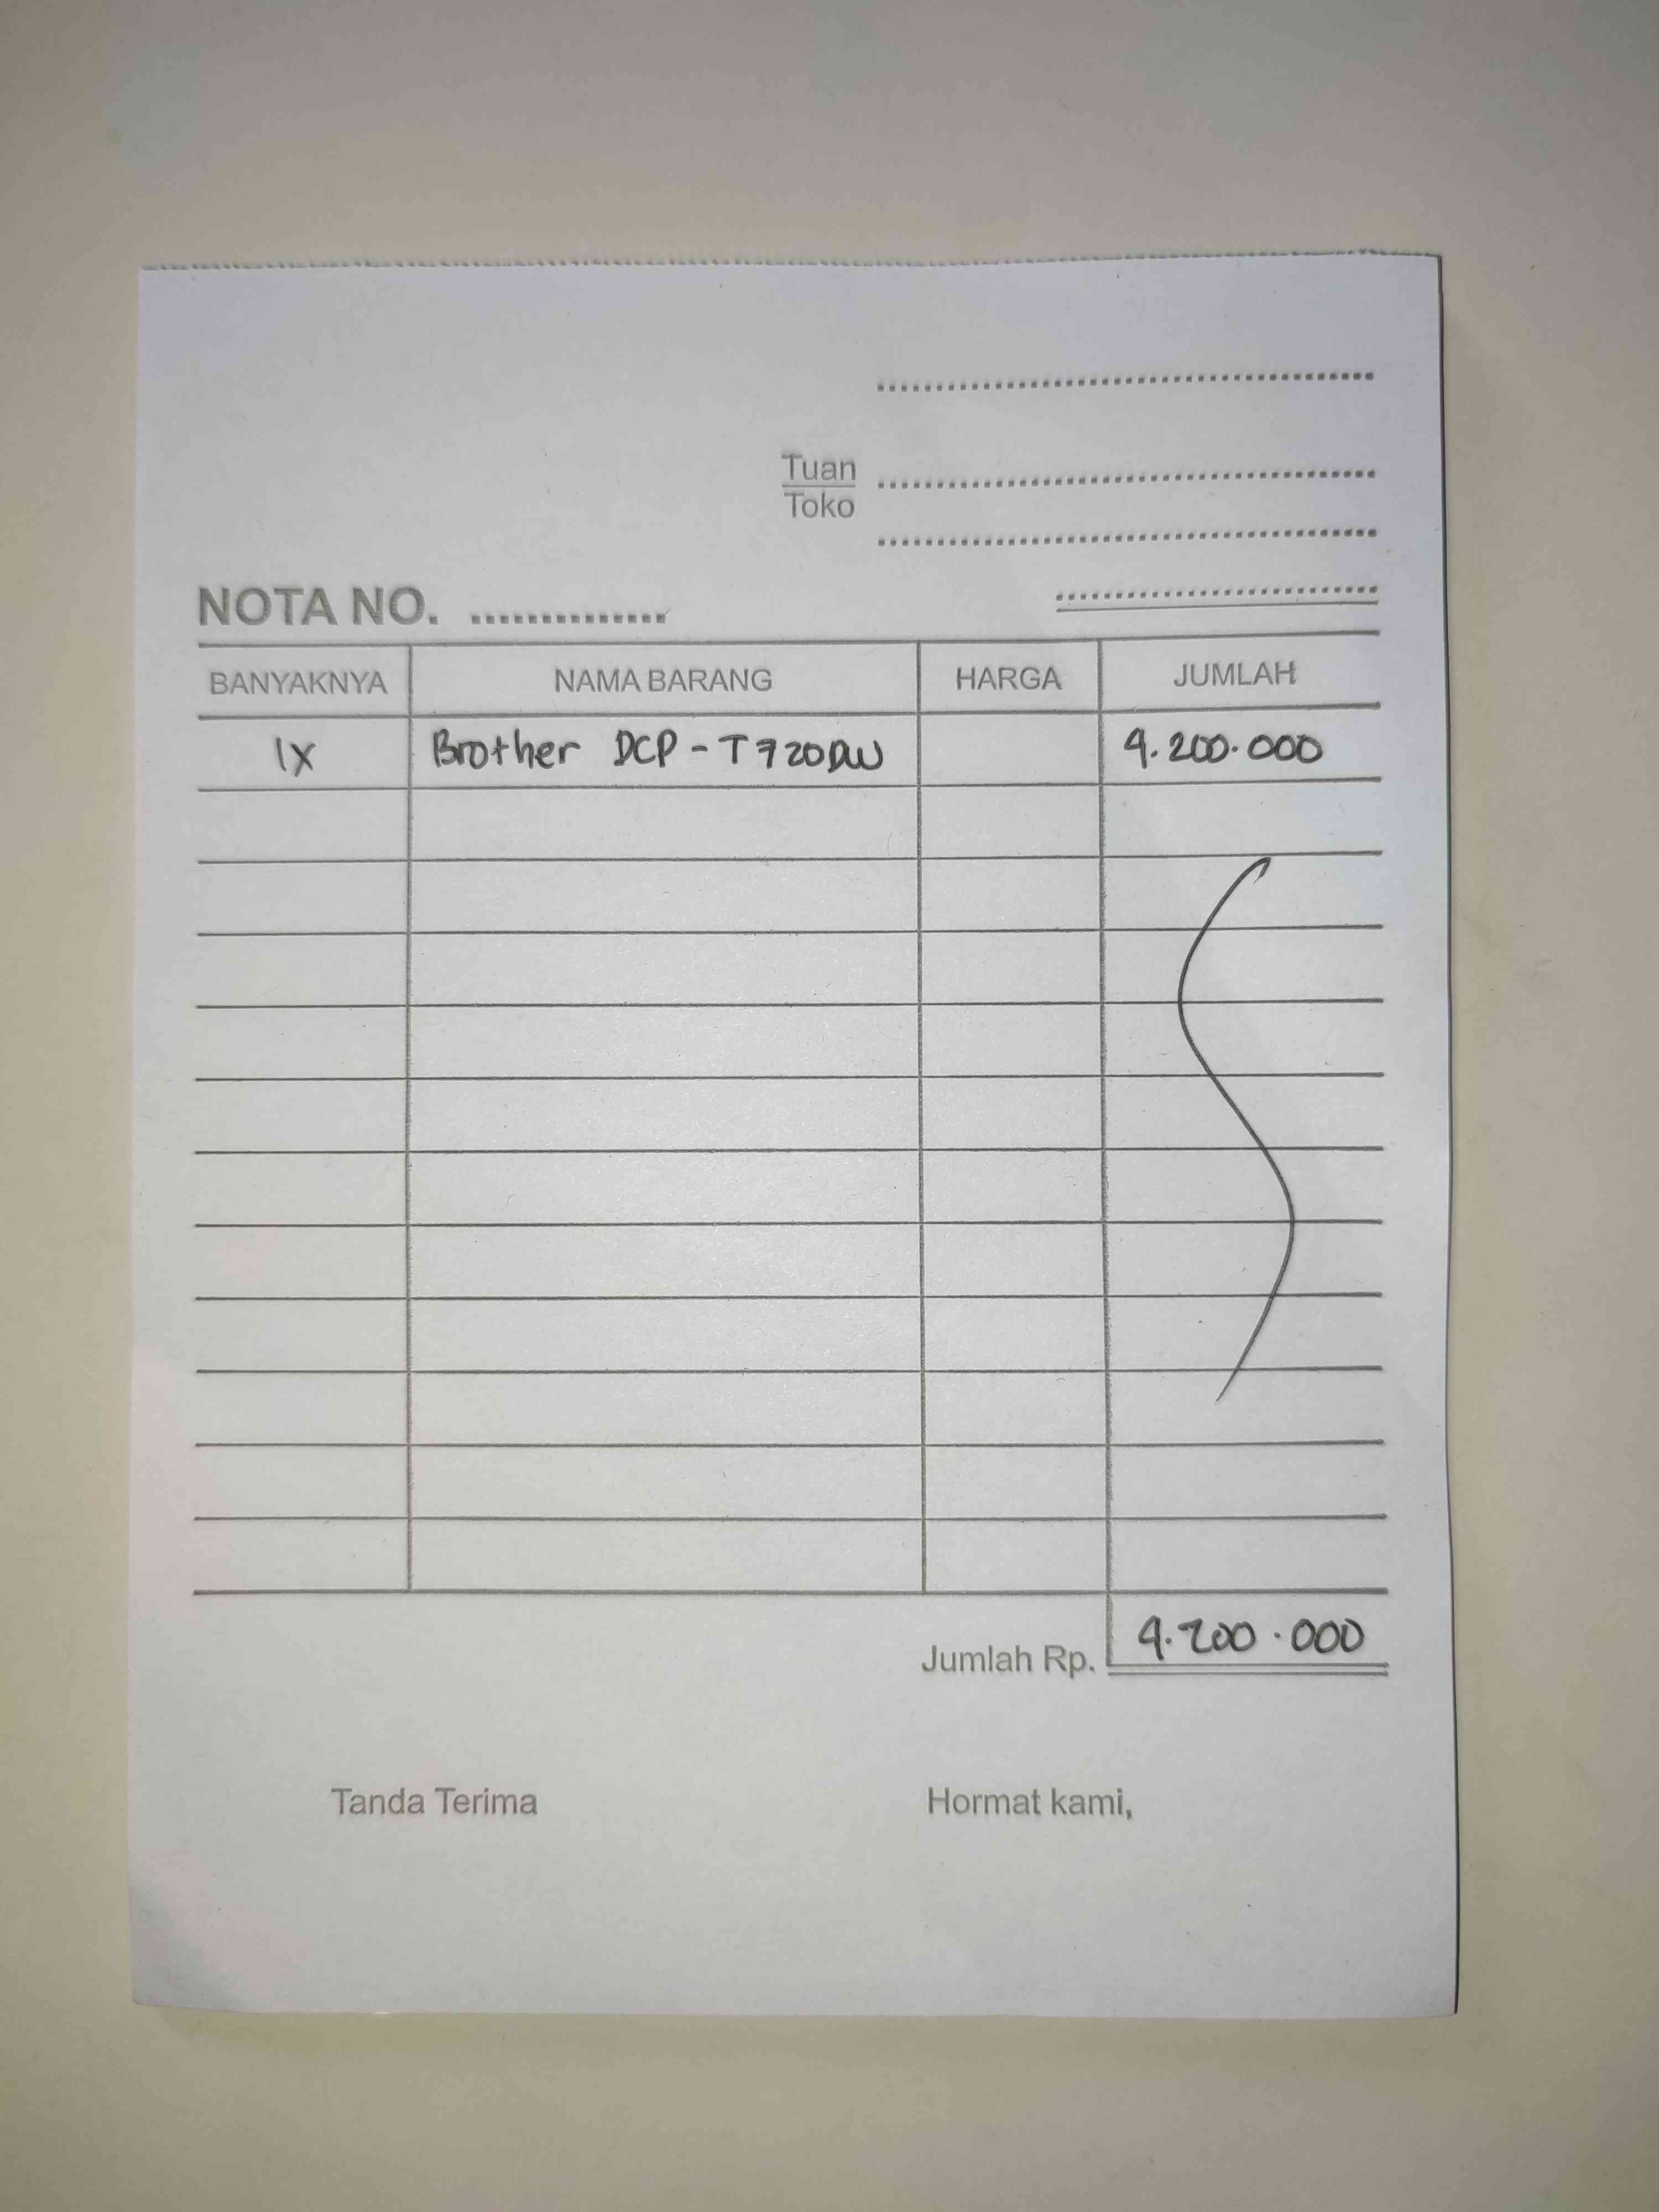 Tuan
Toko
NOTA NO. ..............
BANYAKNYA NAMA BARANG HARGA JUMLAH
1X Brother DCP-T720DW 4.200.000
Jumlah Rp. 4.200.000
Tanda Terima Hormat kami,